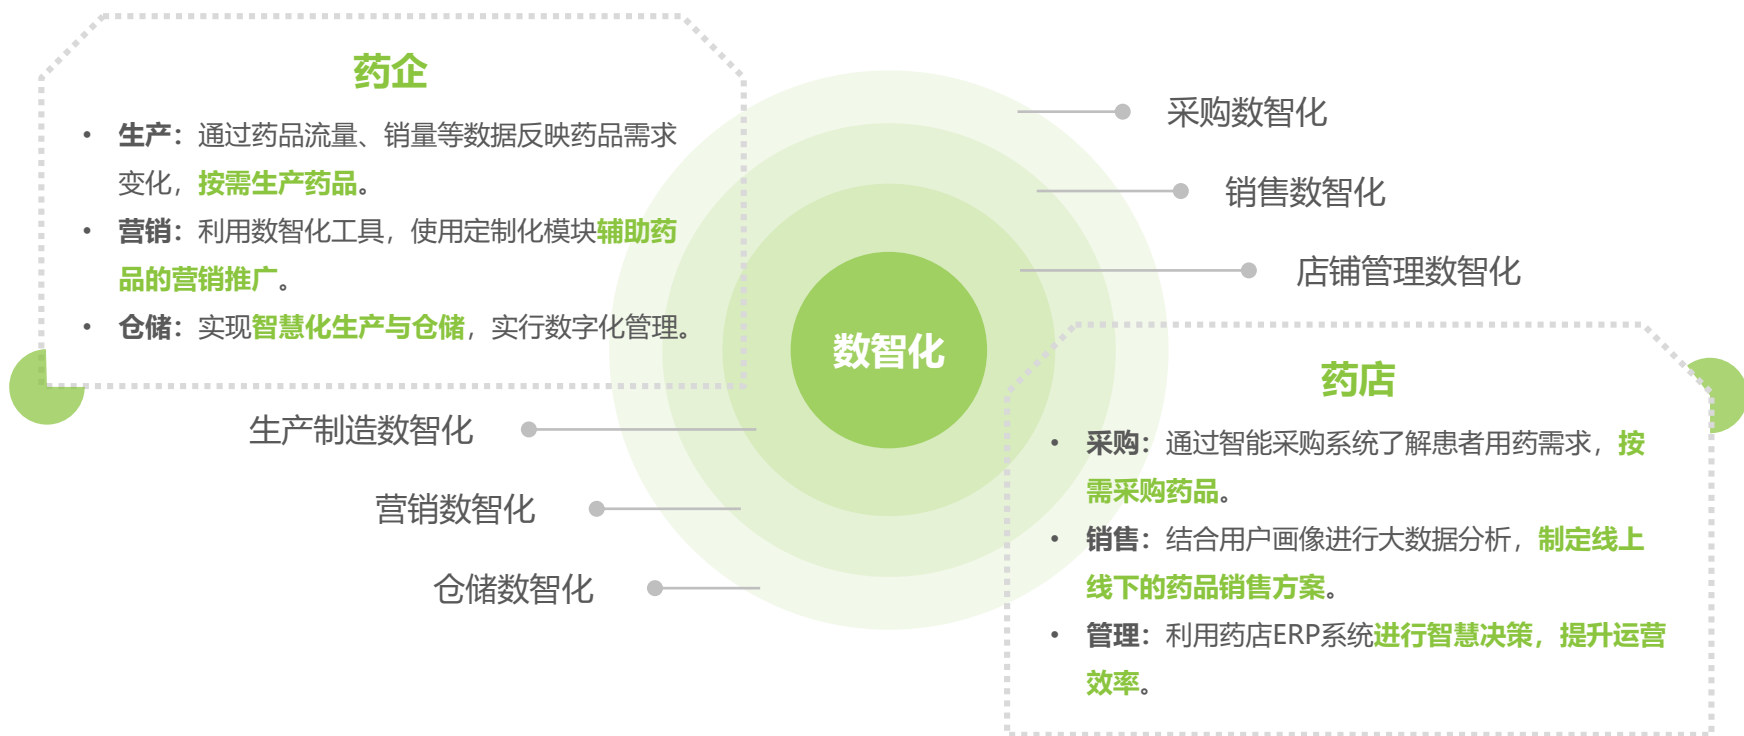 药企
• 生产：通过药品流量、销量等数据反映药品需求
变化，按需生产药品。
• 营销：利用数智化工具，使用定制化模块辅助药
品的营销推广。
• 仓储：实现智慧化生产与仓储，实行数字化管理。
采购数智化
销售数智化
店铺管理数智化
数智化
生产制造数智化
营销数智化
仓储数智化
药店
• 采购：通过智能采购系统了解患者用药需求，按
需采购药品。
• 销售：结合用户画像进行大数据分析，制定线上
线下的药品销售方案。
• 管理：利用药店ERP系统进行智慧决策，提升运营
效率。